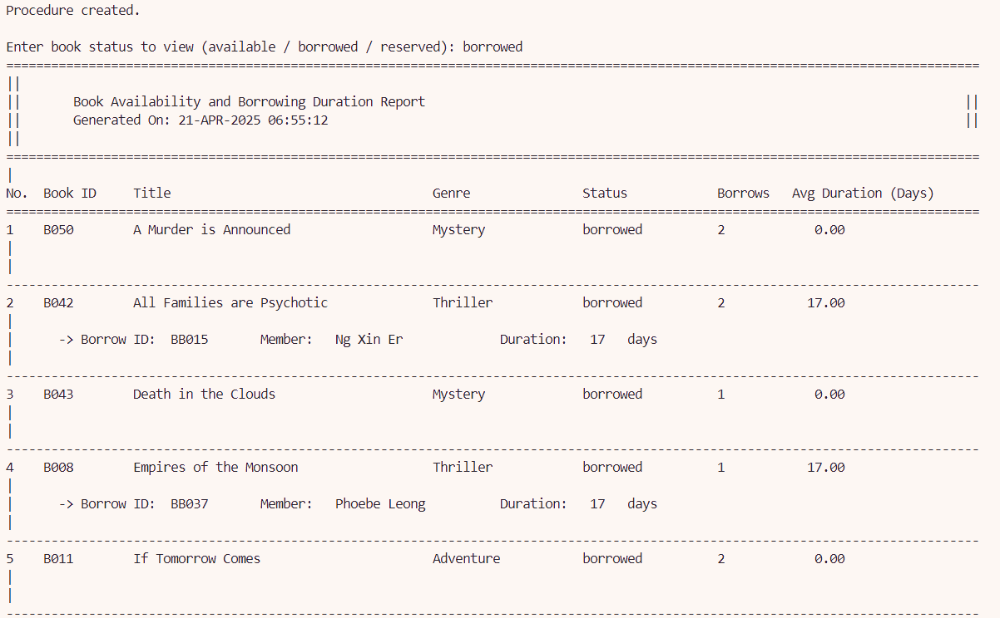 Procedure created.
Enter book status to view (available / borrowed / reserved): borrowed
==================================================================================================================================
||
||       Book Availability and Borrowing Duration Report                                                                        ||
||       Generated On: 21-APR-2025 06:55:12                                                                                     ||
||
==================================================================================================================================
|
No.  Book ID     Title                                   Genre               Status            Borrows   Avg Duration (Days)
==================================================================================================================================
1    B050        A Murder is Announced                   Mystery             borrowed          2            0.00
|
|
----------------------------------------------------------------------------------------------------------------------------------
2    B042        All Families are Psychotic              Thriller            borrowed          2           17.00
|
|      -> Borrow ID:  BB015       Member:   Ng Xin Er             Duration:   17   days
|
----------------------------------------------------------------------------------------------------------------------------------
3    B043        Death in the Clouds                     Mystery             borrowed          1            0.00
|
|
----------------------------------------------------------------------------------------------------------------------------------
4    B008        Empires of the Monsoon                  Thriller            borrowed          1           17.00
|
|      -> Borrow ID:  BB037       Member:   Phoebe Leong          Duration:   17   days
|
----------------------------------------------------------------------------------------------------------------------------------
5    B011        If Tomorrow Comes                       Adventure           borrowed          2            0.00
|
|
----------------------------------------------------------------------------------------------------------------------------------